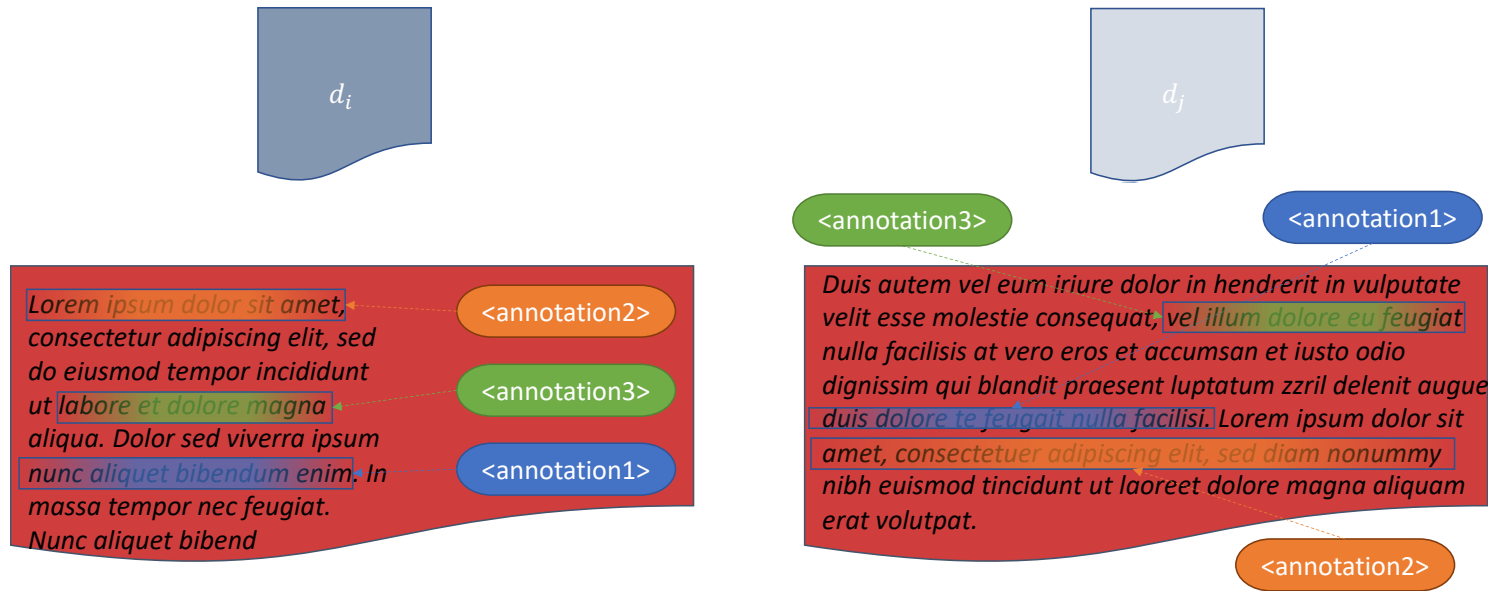 d_i
Lorem ipsum dolor sit amet,
consectetur adipiscing elit, sed
do eiusmod tempor incididunt
ut labore et dolore magna
aliqua. Dolor sed viverra ipsum
nunc aliquet bibendum enim. In
massa tempor nec feugiat.
Nunc aliquet bibend
<annotation2>
<annotation3>
<annotation1>
d_j
<annotation3>
<annotation1>
Duis autem vel eum iriure dolor in hendrerit in vulputate
velit esse molestie consequat, vel illum dolore eu feugiat
nulla facilisis at vero eros et accumsan et iusto odio
dignissim qui blandit praesent luptatum zzril delenit augue
duis dolore te feugait nulla facilisi. Lorem ipsum dolor sit
amet, consectetuer adipiscing elit, sed diam nonummy
nibh euismod tincidunt ut laoreet dolore magna aliquam
erat volutpat.
<annotation2>